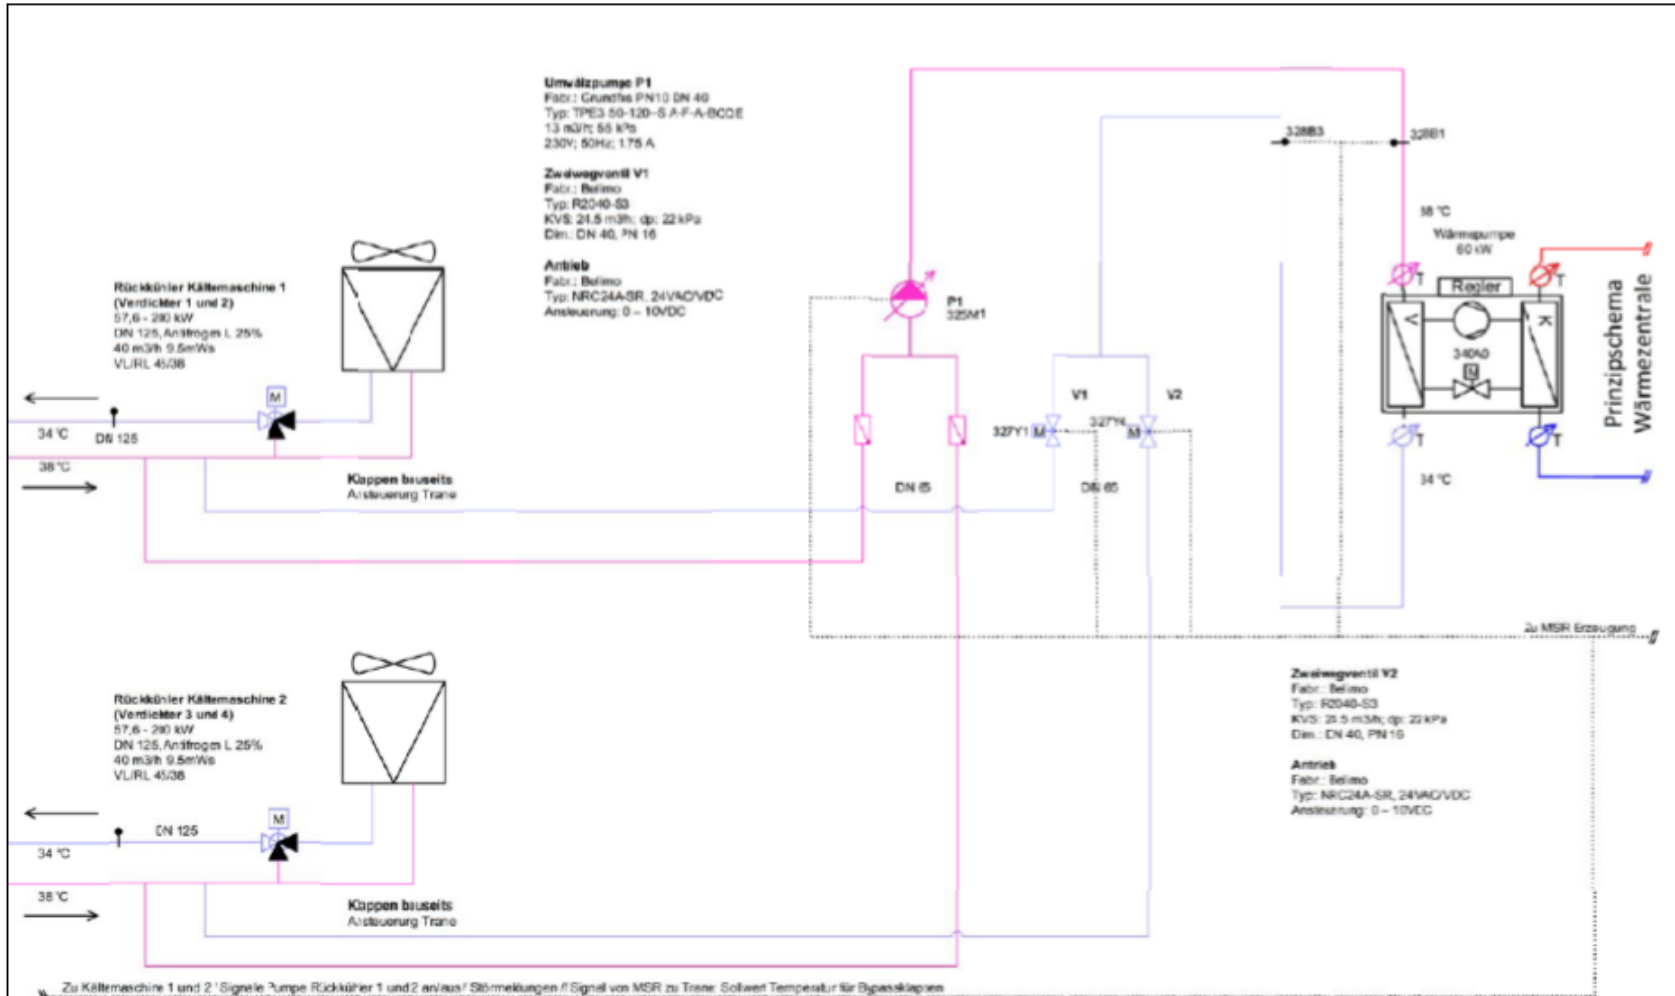 Umwälzpumpe P1
Fabr.: Grundfos PN10 DN 40
Typ: TPE3 50-120-S A-F-A-BQQE
13 m3/h; 55 kPa
230V; 50Hz; 1.75 A
Zweiwegventil V1
Fabr.: Belimo
Typ: R2040-S3
KVS: 24.5 m3/h; dp: 22 kPa
Dim.: DN 40, PN 16
Antrieb
Fabr.: Belimo
Typ: NRC24A-SR, 24VAC/VDC
Ansteuerung: 0 – 10VDC
328B3
328B1
38 °C
Wärmepumpe
60 kW
T
T
Regler
V
K
340A0
M
T
T
34 °C
Prinzipschema
Wärmezentrale
Rückkühler Kältemaschine 1
(Verdichter 1 und 2)
57,6 - 280 kW
DN 125, Antifrogen L 25%
40 m3/h 9.5mWs
VL/RL 45/38
M
34 °C
DN 125
38 °C
Klappen bauseits
Ansteuerung Trane
P1
325M1
V1
V2
327Y1
M
327Y4
M
DN 65
DN 65
Zu MSR Erzeugung
Rückkühler Kältemaschine 2
(Verdichter 3 und 4)
57,6 - 280 kW
DN 125, Antifrogen L 25%
40 m3/h 9.5mWs
VL/RL 45/38
M
DN 125
34 °C
38 °C
Klappen bauseits
Ansteuerung Trane
Zweiwegventil V2
Fabr.: Belimo
Typ: R2040-S3
KVS: 25.5 m3/h; dp: 22 kPa
Dim.: DN 40, PN 16
Antrieb
Fabr.: Belimo
Typ: NRC24A-SR, 24VAC/VDC
Ansteuerung: 0 – 10VDC
Zu Kältemaschine 1 und 2 / Signale Pumpe Rückkühler 1 und 2 an/aus / Störmeldungen / Signal von MSR zu Trane: Sollwert Temperatur für Bypassklappen